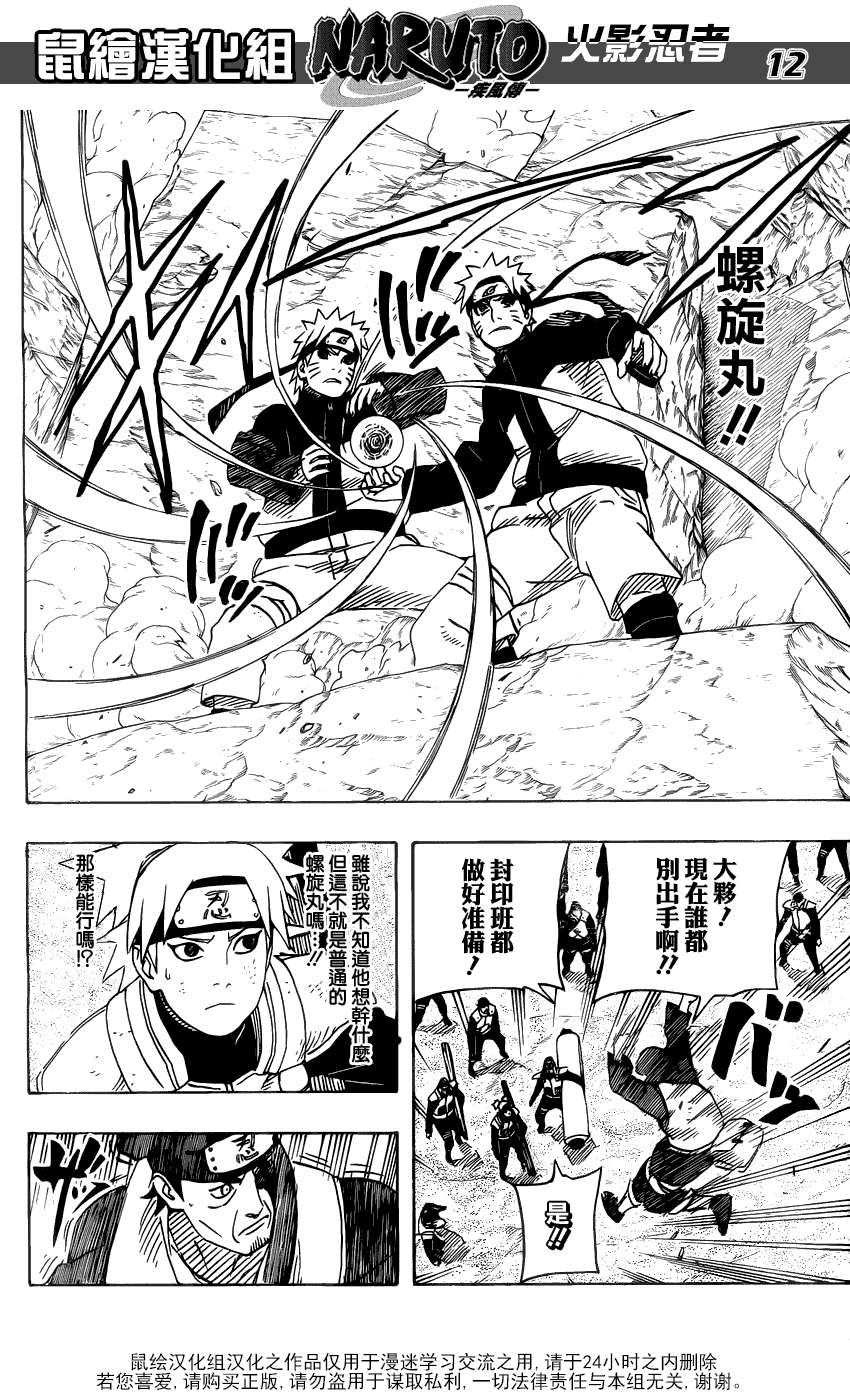 鼠繪漢化組
NARUTO
—疾風傳—
火影忍者
12
螺旋丸!!
大夥！
現在誰都
別出手啊!!
封印班都
做好准備！
是!!
バッ
雖說我不知道他想幹什麼
但這不就是普通的
螺旋丸嗎…!!
那樣能行嗎!?
ザッ
鼠绘汉化组汉化之作品仅用于漫迷学习交流之用, 请于24小时之内删除
若您喜爱, 请购买正版, 请勿盗用于谋取私利, 一切法律责任与本组无关, 谢谢。